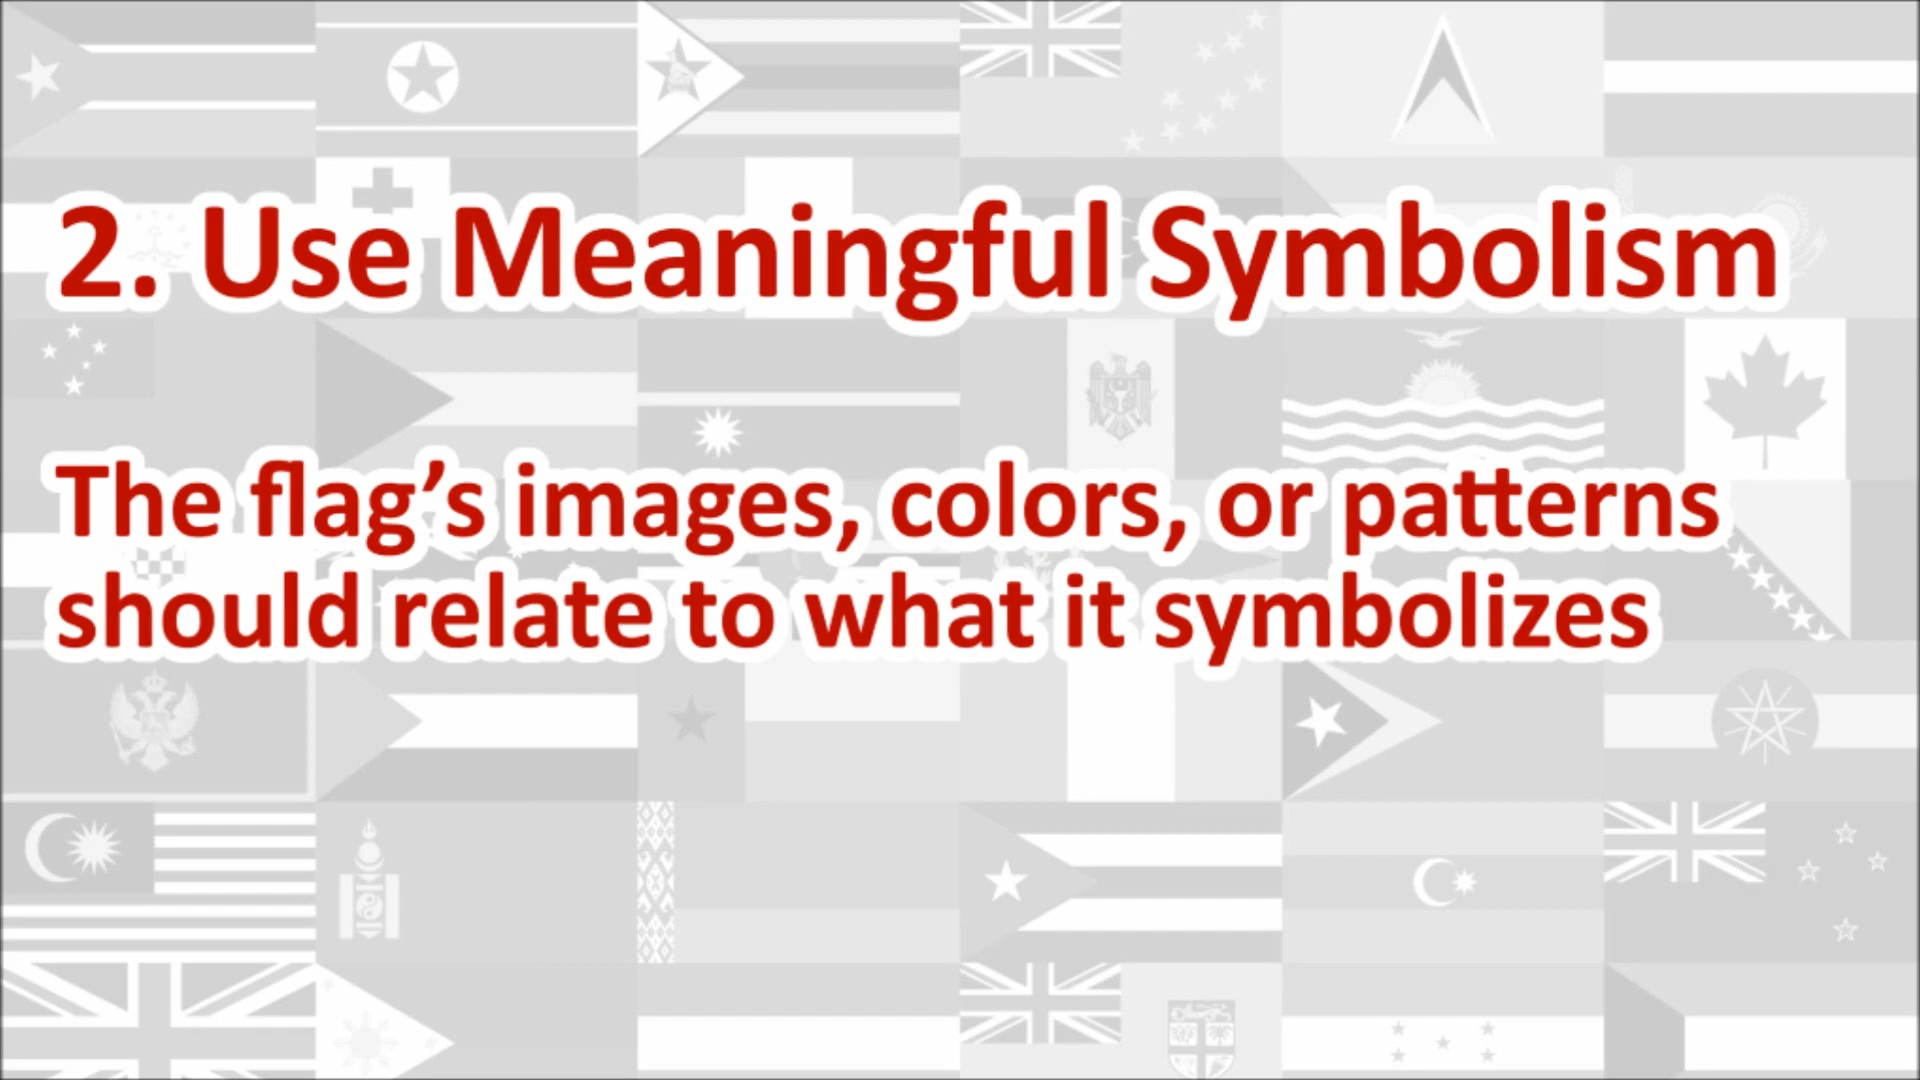 2. Use Meaningful Symbolism
The flag’s images, colors, or patterns
should relate to what it symbolizes